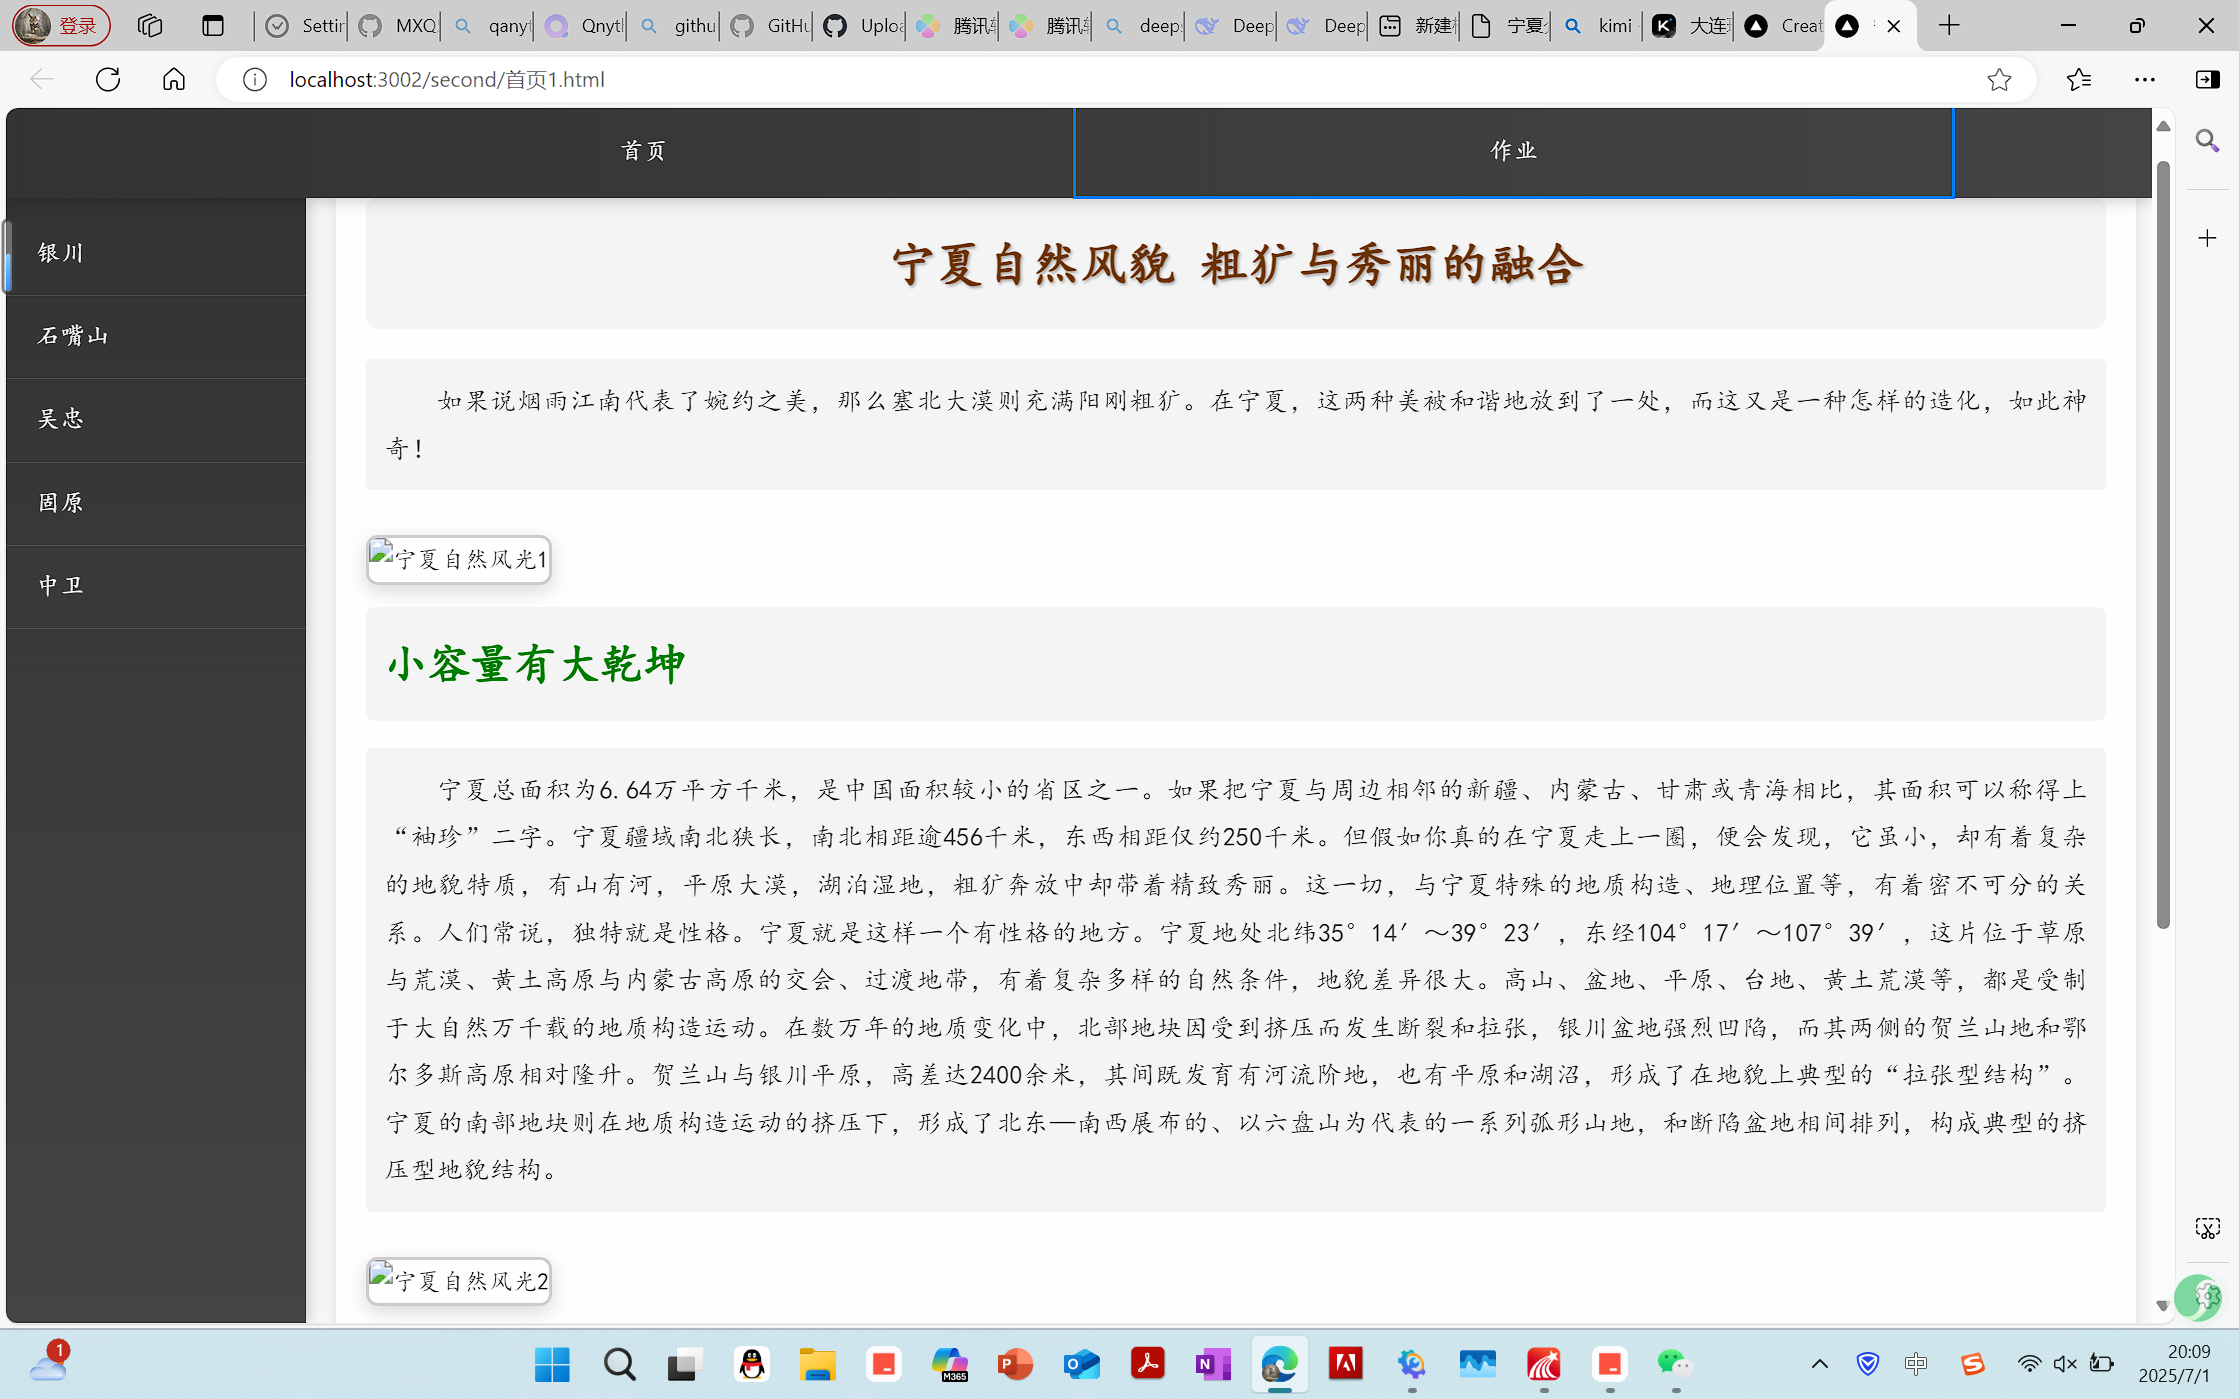 登录
Settir
MXQ
qanyt
Qnytl
githu
GitHu
Uploa
腾讯轩
腾讯轩
deep
Deep
Deep
新建
宁夏
kimi
大连
Creat
localhost:3002/second/首页1.html
首页
作业
银川
石嘴山
吴忠
固原
中卫
宁夏自然风貌 粗犷与秀丽的融合
如果说烟雨江南代表了婉约之美，那么塞北大漠则充满阳刚粗犷。在宁夏，这两种美被和谐地放到了一处，而这又是一种怎样的造化，如此神
奇！
宁夏自然风光1
小容量有大乾坤
宁夏总面积为6.64万平方千米，是中国面积较小的省区之一。如果把宁夏与周边相邻的新疆、内蒙古、甘肃或青海相比，其面积可以称得上
“袖珍”二字。宁夏疆域南北狭长，南北相距逾456千米，东西相距仅约250千米。但假如你真的在宁夏走上一圈，便会发现，它虽小，却有着复杂
的地貌特质，有山有河，平原大漠，湖泊湿地，粗犷奔放中却带着精致秀丽。这一切，与宁夏特殊的地质构造、地理位置等，有着密不可分的关
系。人们常说，独特就是性格。宁夏就是这样一个有性格的地方。宁夏地处北纬35°14′～39°23′，东经104°17′～107°39′，这片位于草原
与荒漠、黄土高原与内蒙古高原的交会、过渡地带，有着复杂多样的自然条件，地貌差异很大。高山、盆地、平原、台地、黄土荒漠等，都是受制
于大自然万千载的地质构造运动。在数万年的地质变化中，北部地块因受到挤压而发生断裂和拉张，银川盆地强烈凹陷，而其两侧的贺兰山地和鄂
尔多斯高原相对隆升。贺兰山与银川平原，高差达2400余米，其间既发育有河流阶地，也有平原和湖沼，形成了在地貌上典型的“拉张型结构”。
宁夏的南部地块则在地质构造运动的挤压下，形成了北东—南西展布的、以六盘山为代表的一系列弧形山地，和断陷盆地相间排列，构成典型的挤
压型地貌结构。
宁夏自然风光2
1
M365
中
20:09
2025/7/1